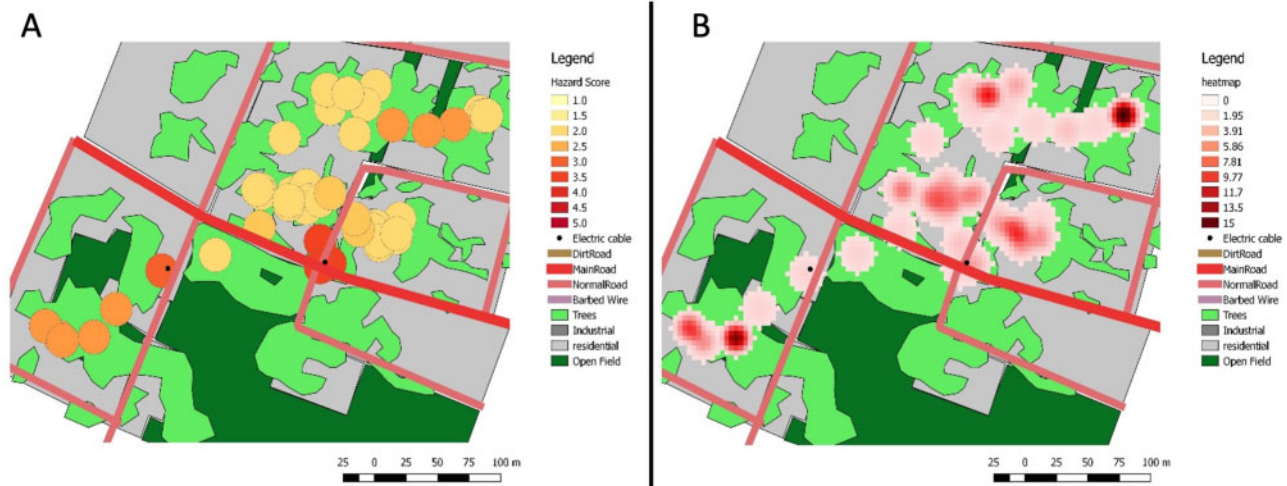 A
Legend
Hazard Score
1.0
1.5
2.0
2.5
3.0
3.5
4.0
4.5
5.0
Electric cable
DirtRoad
MainRoad
NormalRoad
Barbed Wire
Trees
Industrial
residential
Open Field
25 0 25 50 75 100 m
B
Legend
heatmap
0
1.95
3.91
5.86
7.81
9.77
11.7
13.5
15
Electric cable
DirtRoad
MainRoad
NormalRoad
Barbed Wire
Trees
Industrial
residential
Open Field
25 0 25 50 75 100 m